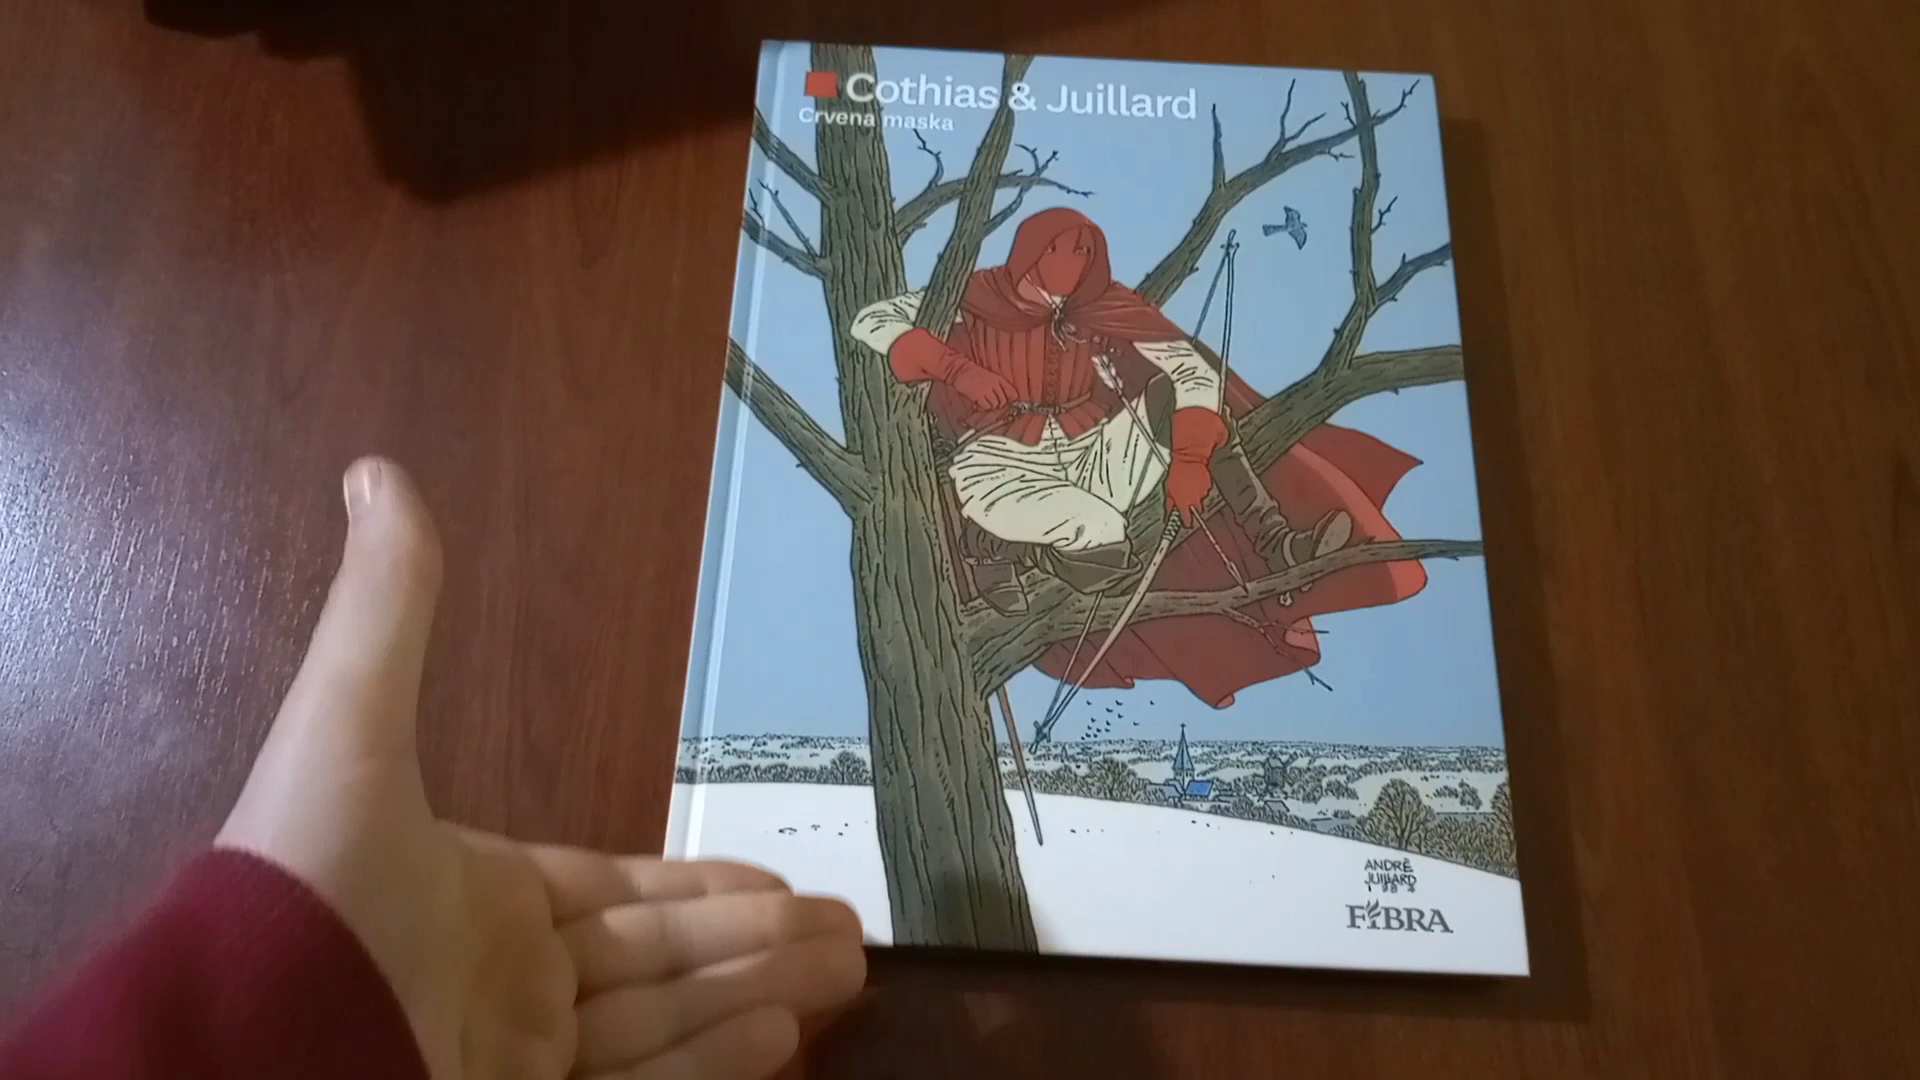 Cothias & Juillard
Crvena maska
ANDRÉ
JUILLARD
FIBRA